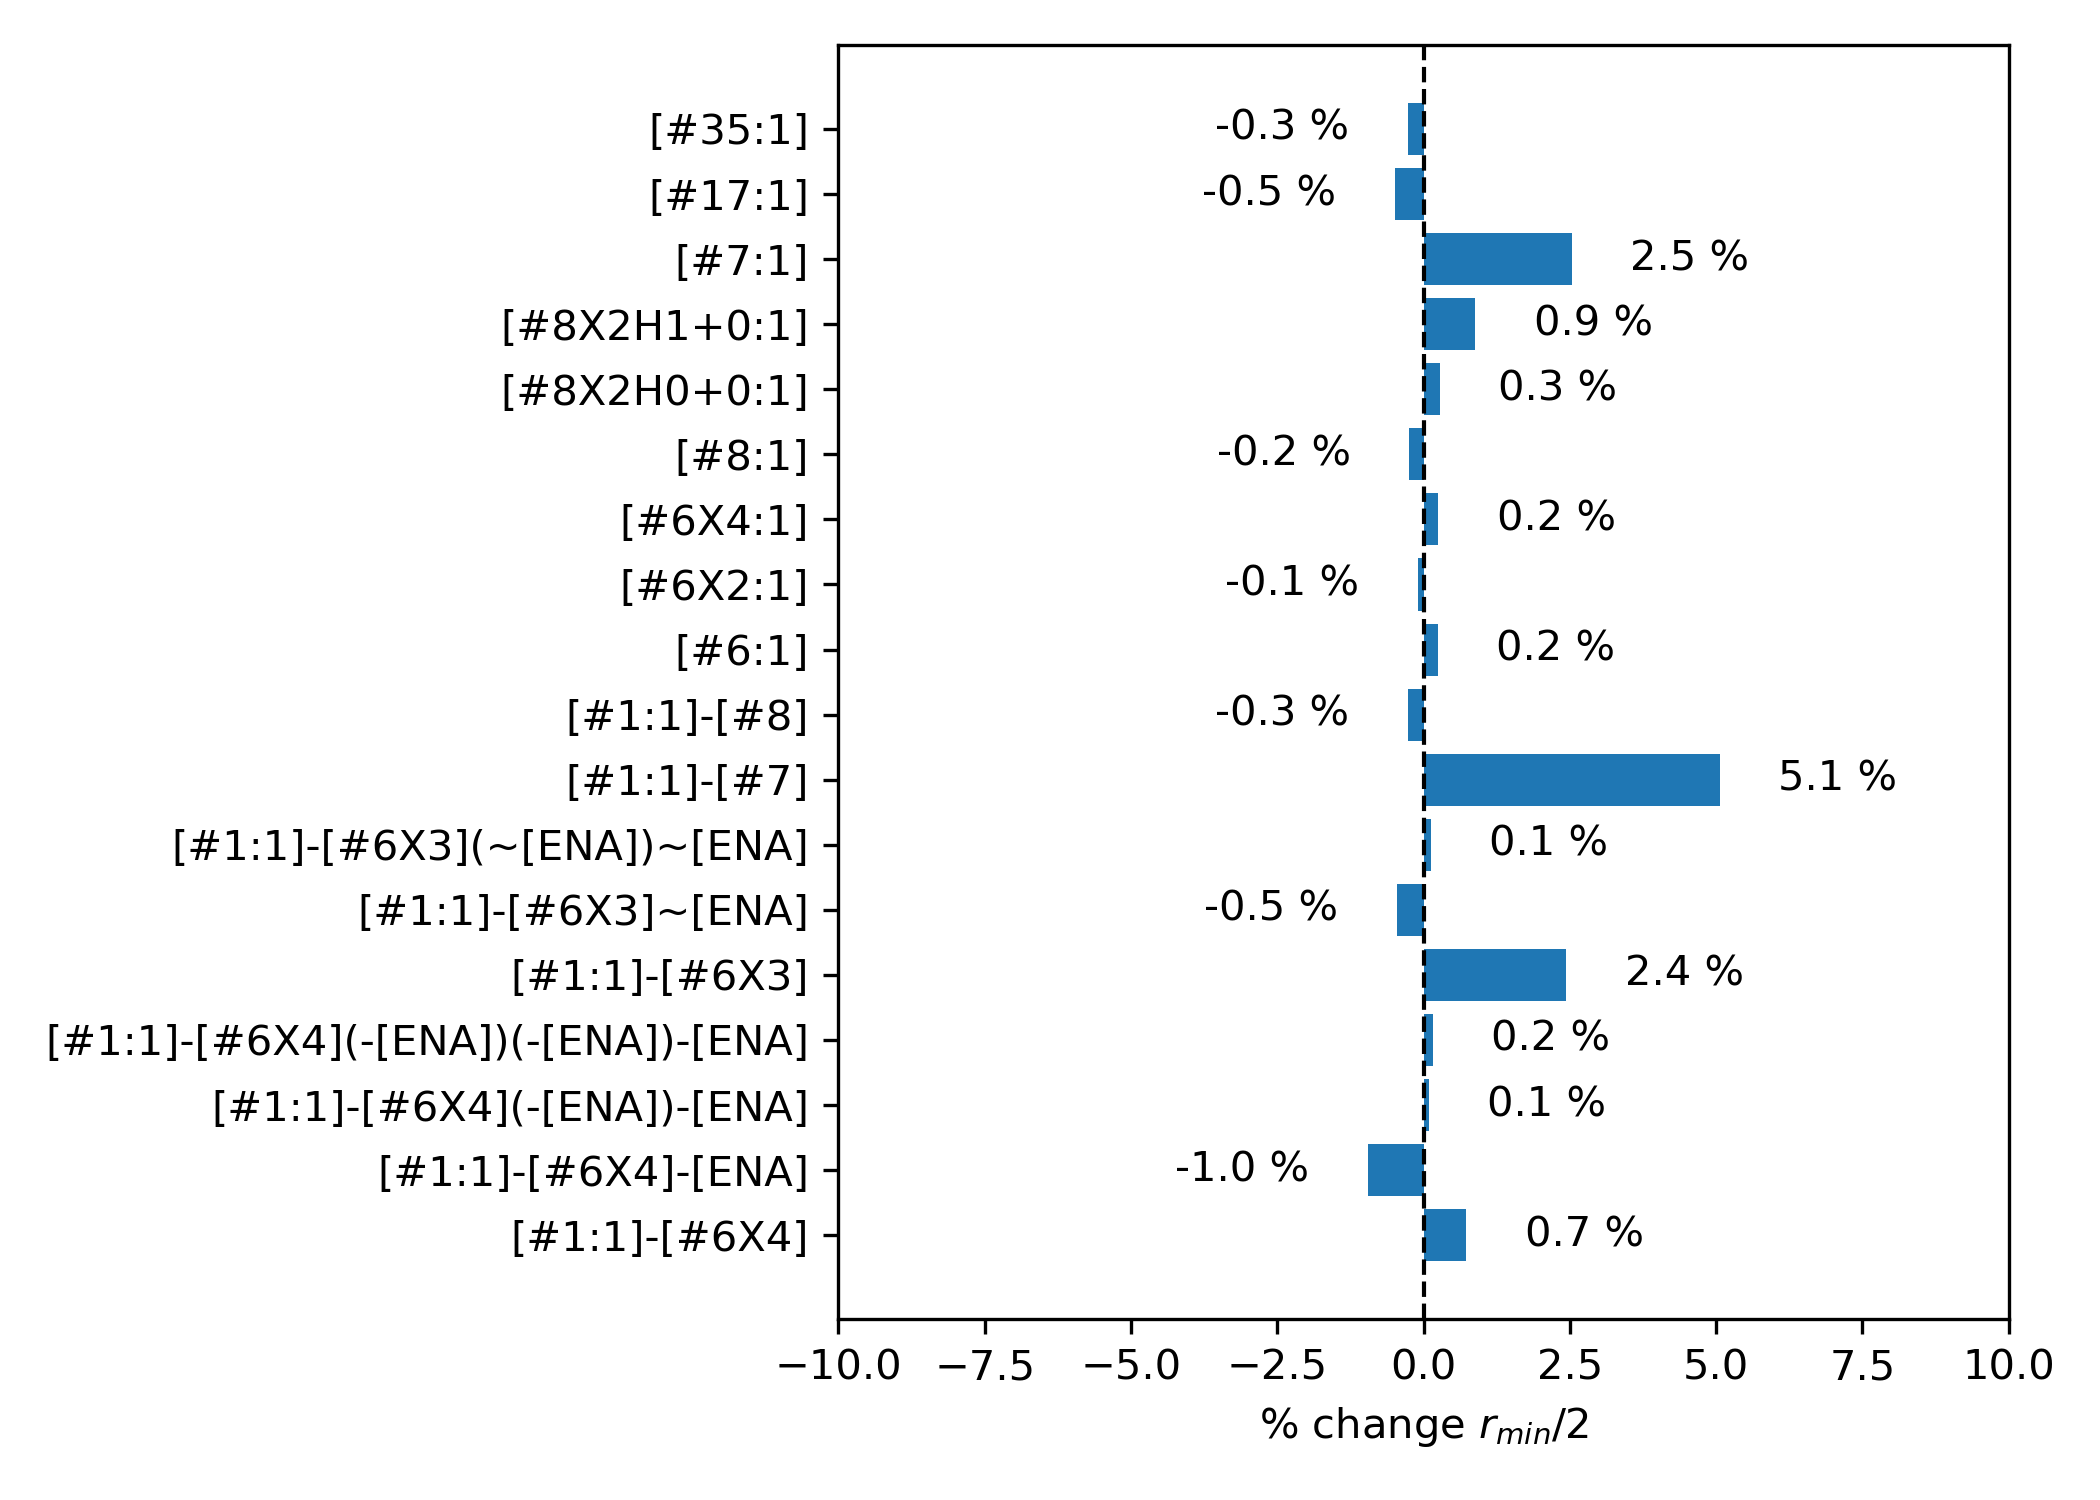 [#35:1] -0.3 %
[#17:1] -0.5 %
[#7:1] 2.5 %
[#8X2H1+0:1] 0.9 %
[#8X2H0+0:1] 0.3 %
[#8:1] -0.2 %
[#6X4:1] 0.2 %
[#6X2:1] -0.1 %
[#6:1] 0.2 %
[#1:1]-[#8] -0.3 %
[#1:1]-[#7] 5.1 %
[#1:1]-[#6X3](~[ENA])~[ENA] 0.1 %
[#1:1]-[#6X3]~[ENA] -0.5 %
[#1:1]-[#6X3] 2.4 %
[#1:1]-[#6X4](-[ENA])(-[ENA])-[ENA] 0.2 %
[#1:1]-[#6X4](-[ENA])-[ENA] 0.1 %
[#1:1]-[#6X4]-[ENA] -1.0 %
[#1:1]-[#6X4] 0.7 %
−10.0 −7.5 −5.0 −2.5 0.0 2.5 5.0 7.5 10.0
% change r_min/2